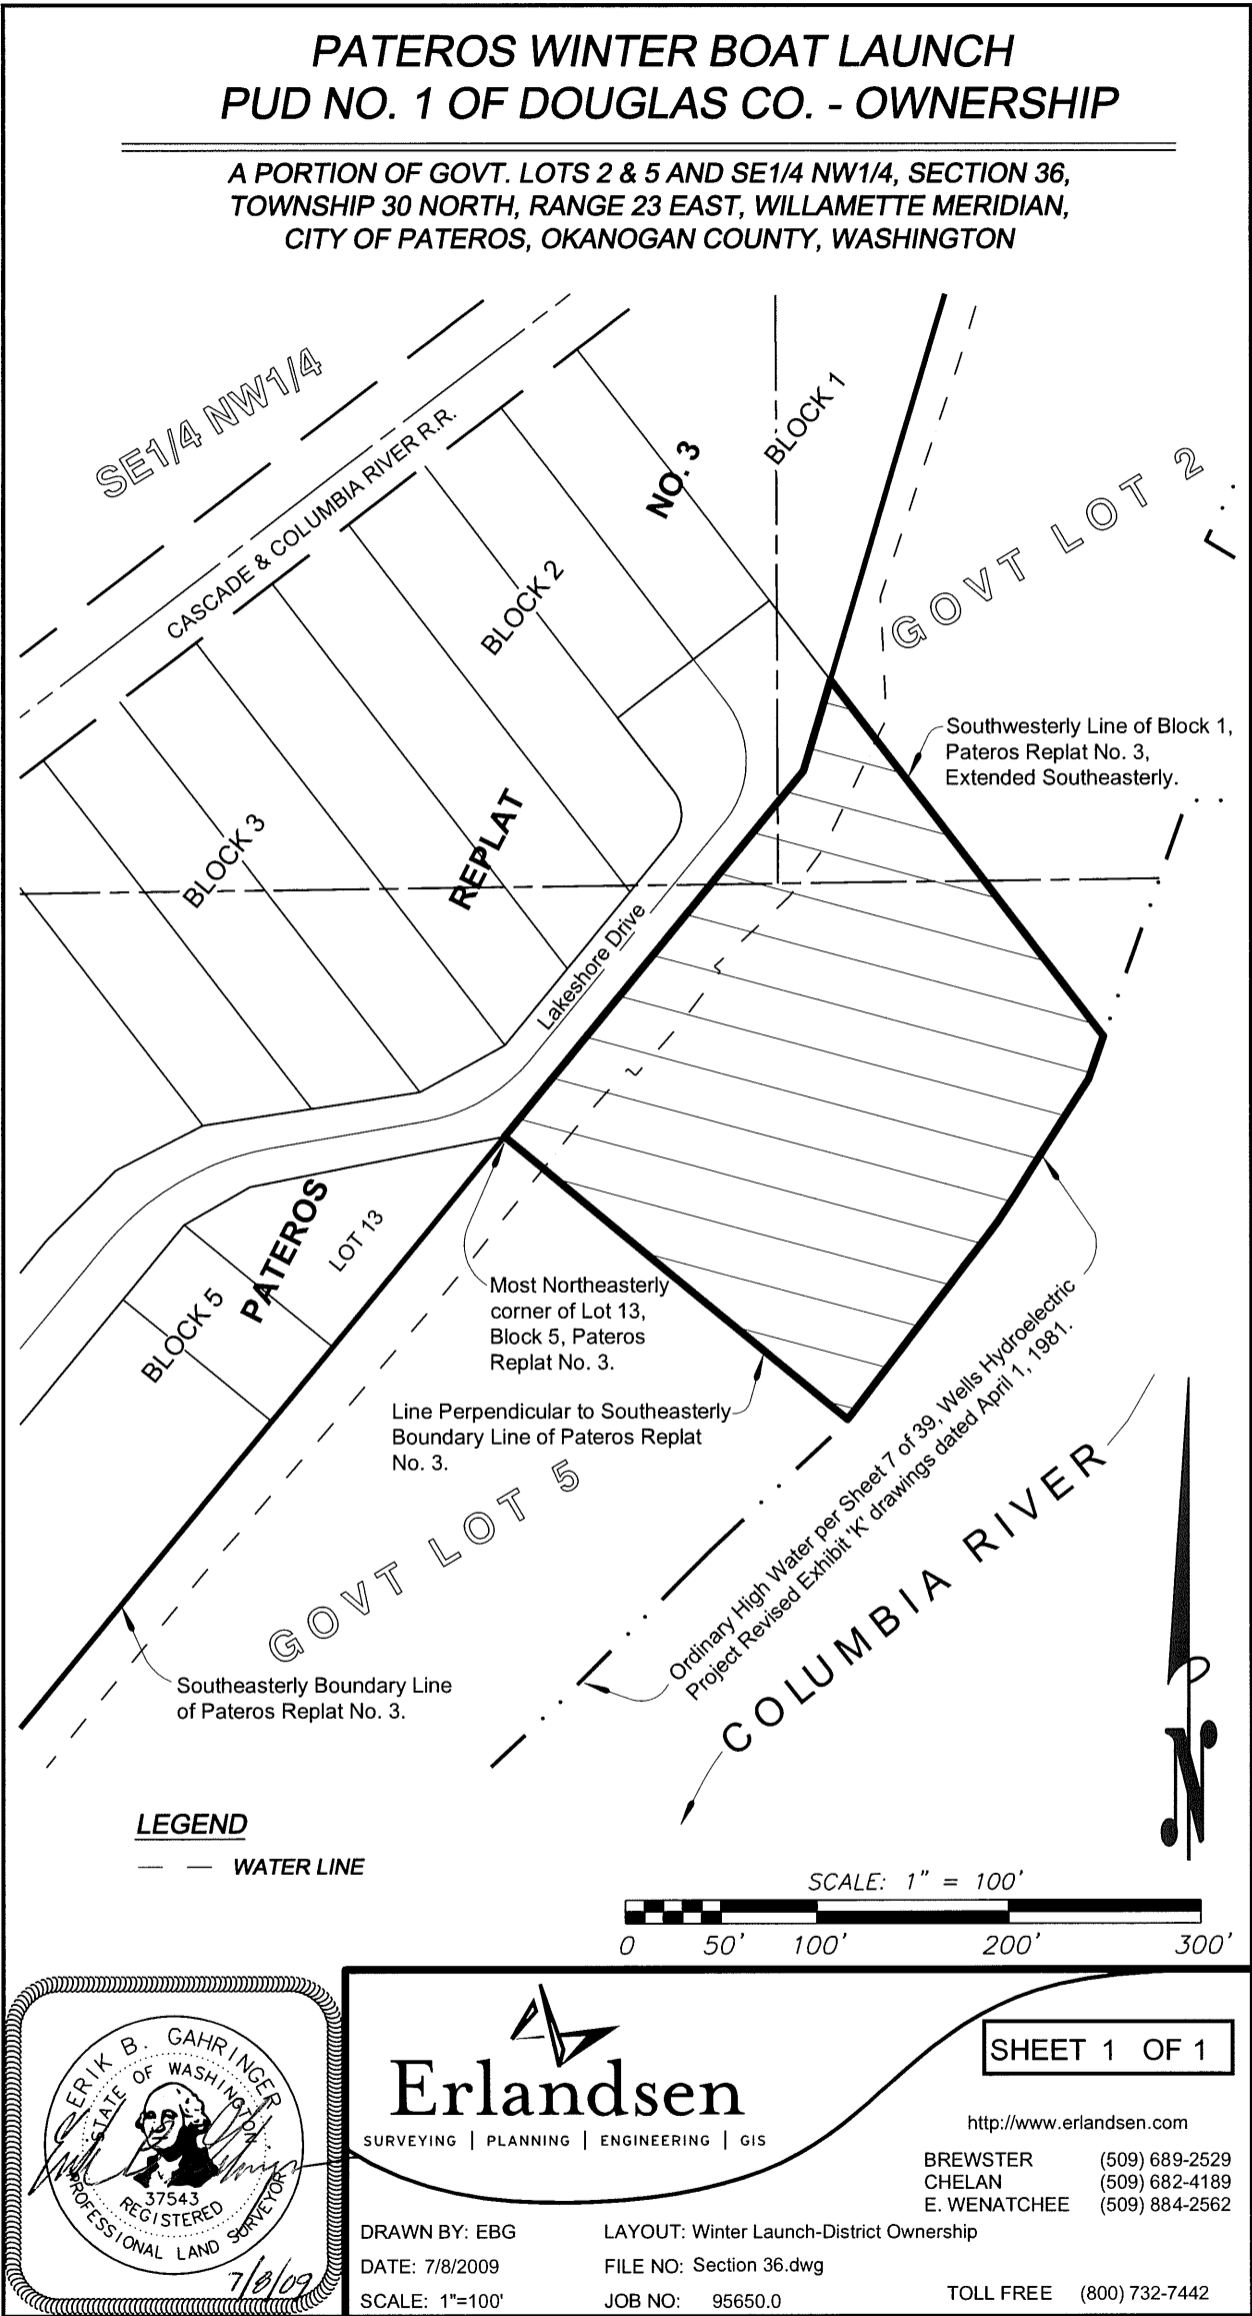 PATEROS WINTER BOAT LAUNCH
PUD NO. 1 OF DOUGLAS CO. - OWNERSHIP
A PORTION OF GOVT. LOTS 2 & 5 AND SE1/4 NW1/4, SECTION 36,
TOWNSHIP 30 NORTH, RANGE 23 EAST, WILLAMETTE MERIDIAN,
CITY OF PATEROS, OKANOGAN COUNTY, WASHINGTON
SE1/4 NW1/4
CASCADE & COLUMBIA RIVER R.R.
NO. 3
BLOCK 1
GOVT LOT 2
BLOCK 2
Southwesterly Line of Block 1,
Pateros Replat No. 3,
Extended Southeasterly.
BLOCK 3
REPLAT
Lakeshore Drive
PATEROS
LOT 13
BLOCK 5
Most Northeasterly
corner of Lot 13,
Block 5, Pateros
Replat No. 3.
Line Perpendicular to Southeasterly
Boundary Line of Pateros Replat
No. 3.
GOVT LOT 5
Ordinary High Water per Sheet 7 of 39, Wells Hydroelectric
Project Revised Exhibit 'K' drawings dated April 1, 1981.
COLUMBIA RIVER
Southeasterly Boundary Line
of Pateros Replat No. 3.
N
LEGEND
WATER LINE
SCALE: 1" = 100'
0 50' 100' 200' 300'
ERIK B. GAHRINGER
STATE OF WASHINGTON
37543
REGISTERED
PROFESSIONAL LAND SURVEYOR
7/8/09
Erlandsen
SURVEYING | PLANNING | ENGINEERING | GIS
SHEET 1 OF 1
http://www.erlandsen.com
BREWSTER (509) 689-2529
CHELAN (509) 682-4189
E. WENATCHEE (509) 884-2562
DRAWN BY: EBG LAYOUT: Winter Launch-District Ownership
DATE: 7/8/2009 FILE NO: Section 36.dwg
SCALE: 1"=100' JOB NO: 95650.0
TOLL FREE (800) 732-7442